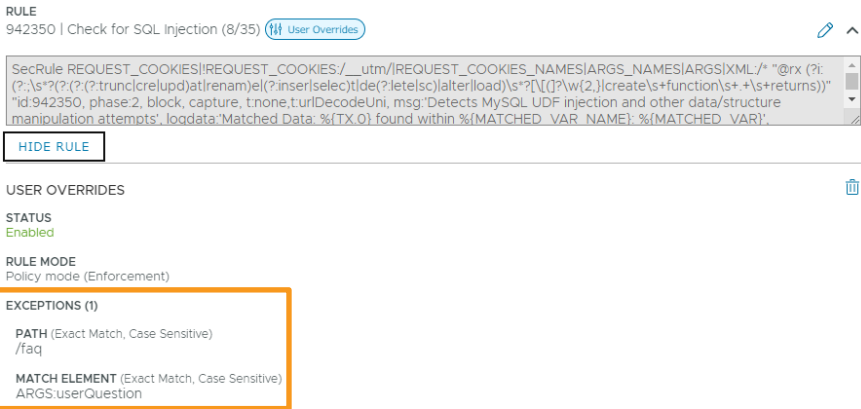 RULE
942350 | Check for SQL Injection (8/35) User Overrides
SecRule REQUEST_COOKIES|!REQUEST_COOKIES:/__utm/|REQUEST_COOKIES_NAMES|ARGS_NAMES|ARGS|XML:/* "@rx (?i:
(?:;\s*?(?:(?:(?:trunc|cre|upd)at|renam)e|(?:inser|selec)t|de(?:lete|sc)|alter|load)\s*?[\[(]?\w{2,}|create\s+function\s+.+\s+returns))"
"id:942350, phase:2, block, capture, t:none,t:urlDecodeUni, msg:'Detects MySQL UDF injection and other data/structure
manipulation attempts', logdata:'Matched Data: %{TX.0} found within %{MATCHED_VAR_NAME}: %{MATCHED_VAR}',
HIDE RULE
USER OVERRIDES
STATUS
Enabled
RULE MODE
Policy mode (Enforcement)
EXCEPTIONS (1)
PATH (Exact Match, Case Sensitive)
/faq
MATCH ELEMENT (Exact Match, Case Sensitive)
ARGS:userQuestion